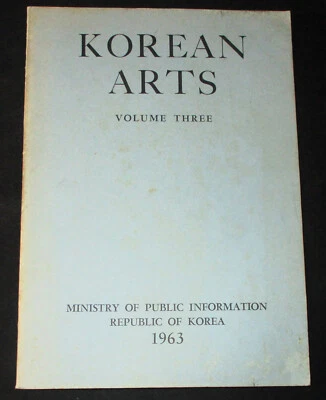 KOREAN
ARTS
VOLUME THREE
MINISTRY OF PUBLIC INFORMATION
REPUBLIC OF KOREA
1963